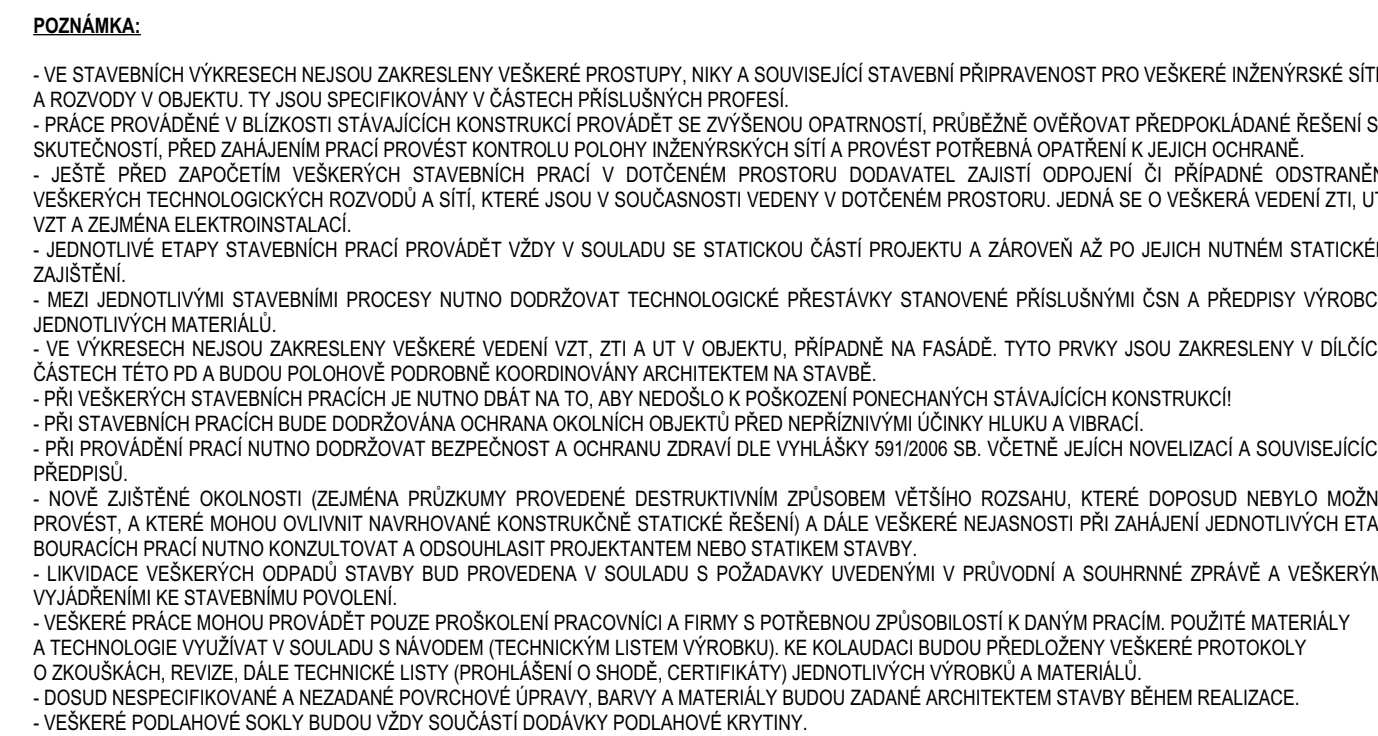 POZNÁMKA:
- VE STAVEBNÍCH VÝKRESECH NEJSOU ZAKRESLENY VEŠKERÉ PROSTUPY, NIKY A SOUVISEJÍCÍ STAVEBNÍ PŘIPRAVENOST PRO VEŠKERÉ INŽENÝRSKÉ SÍTĚ
A ROZVODY V OBJEKTU. TY JSOU SPECIFIKOVÁNY V ČÁSTECH PŘÍSLUŠNÝCH PROFESÍ.
- PRÁCE PROVÁDĚNÉ V BLÍZKOSTI STÁVAJÍCÍCH KONSTRUKCÍ PROVÁDĚT SE ZVÝŠENOU OPATRNOSTÍ, PRŮBĚŽNĚ OVĚŘOVAT PŘEDPOKLÁDANÉ ŘEŠENÍ S
SKUTEČNOSTÍ, PŘED ZAHÁJENÍM PRACÍ PROVÉST KONTROLU POLOHY INŽENÝRSKÝCH SÍTÍ A PROVÉST POTŘEBNÁ OPATŘENÍ K JEJICH OCHRANĚ.
- JEŠTĚ PŘED ZAPOČETÍM VEŠKERÝCH STAVEBNÍCH PRACÍ V DOTČENÉM PROSTORU DODAVATEL ZAJISTÍ ODPOJENÍ ČI PŘÍPADNÉ ODSTRANĚN
VEŠKERÝCH TECHNOLOGICKÝCH ROZVODŮ A SÍTÍ, KTERÉ JSOU V SOUČASNOSTI VEDENY V DOTČENÉM PROSTORU. JEDNÁ SE O VEŠKERÁ VEDENÍ ZTI, UT
VZT A ZEJMÉNA ELEKTROINSTALACÍ.
- JEDNOTLIVÉ ETAPY STAVEBNÍCH PRACÍ PROVÁDĚT VŽDY V SOULADU SE STATICKOU ČÁSTÍ PROJEKTU A ZÁROVEŇ AŽ PO JEJICH NUTNÉM STATICKÉM
ZAJIŠTĚNÍ.
- MEZI JEDNOTLIVÝMI STAVEBNÍMI PROCESY NUTNO DODRŽOVAT TECHNOLOGICKÉ PŘESTÁVKY STANOVENÉ PŘÍSLUŠNÝMI ČSN A PŘEDPISY VÝROBC
JEDNOTLIVÝCH MATERIÁLŮ.
- VE VÝKRESECH NEJSOU ZAKRESLENY VEŠKERÉ VEDENÍ VZT, ZTI A UT V OBJEKTU, PŘÍPADNĚ NA FASÁDĚ. TYTO PRVKY JSOU ZAKRESLENY V DÍLČÍC
ČÁSTECH TÉTO PD A BUDOU POLOHOVĚ PODROBNĚ KOORDINOVÁNY ARCHITEKTEM NA STAVBĚ.
- PŘI VEŠKERÝCH STAVEBNÍCH PRACÍCH JE NUTNO DBÁT NA TO, ABY NEDOŠLO K POŠKOZENÍ PONECHANÝCH STÁVAJÍCÍCH KONSTRUKCÍ!
- PŘI STAVEBNÍCH PRACÍCH BUDE DODRŽOVÁNA OCHRANA OKOLNÍCH OBJEKTŮ PŘED NEPŘÍZNIVÝMI ÚČINKY HLUKU A VIBRACÍ.
- PŘI PROVÁDĚNÍ PRACÍ NUTNO DODRŽOVAT BEZPEČNOST A OCHRANU ZDRAVÍ DLE VYHLÁŠKY 591/2006 SB. VČETNĚ JEJÍCH NOVELIZACÍ A SOUVISEJÍCÍC
PŘEDPISŮ.
- NOVĚ ZJIŠTĚNÉ OKOLNOSTI (ZEJMÉNA PRŮZKUMY PROVEDENÉ DESTRUKTIVNÍM ZPŮSOBEM VĚTŠÍHO ROZSAHU, KTERÉ DOPOSUD NEBYLO MOŽN
PROVÉST, A KTERÉ MOHOU OVLIVNIT NAVRHOVANÉ KONSTRUKČNĚ STATICKÉ ŘEŠENÍ) A DÁLE VEŠKERÉ NEJASNOSTI PŘI ZAHÁJENÍ JEDNOTLIVÝCH ETA
BOURACÍCH PRACÍ NUTNO KONZULTOVAT A ODSOUHLASIT PROJEKTANTEM NEBO STATIKEM STAVBY.
- LIKVIDACE VEŠKERÝCH ODPADŮ STAVBY BUD PROVEDENA V SOULADU S POŽADAVKY UVEDENÝMI V PRŮVODNÍ A SOUHRNNÉ ZPRÁVĚ A VEŠKERÝM
VYJÁDŘENÍMI KE STAVEBNÍMU POVOLENÍ.
- VEŠKERÉ PRÁCE MOHOU PROVÁDĚT POUZE PROŠKOLENÍ PRACOVNÍCI A FIRMY S POTŘEBNOU ZPŮSOBILOSTÍ K DANÝM PRACÍM. POUŽITÉ MATERIÁLY
A TECHNOLOGIE VYUŽÍVAT V SOULADU S NÁVODEM (TECHNICKÝM LISTEM VÝROBKU). KE KOLAUDACI BUDOU PŘEDLOŽENY VEŠKERÉ PROTOKOLY
O ZKOUŠKÁCH, REVIZE, DÁLE TECHNICKÉ LISTY (PROHLÁŠENÍ O SHODĚ, CERTIFIKÁTY) JEDNOTLIVÝCH VÝROBKŮ A MATERIÁLŮ.
- DOSUD NESPECIFIKOVANÉ A NEZADANÉ POVRCHOVÉ ÚPRAVY, BARVY A MATERIÁLY BUDOU ZADANÉ ARCHITEKTEM STAVBY BĚHEM REALIZACE.
- VEŠKERÉ PODLAHOVÉ SOKLY BUDOU VŽDY SOUČÁSTÍ DODÁVKY PODLAHOVÉ KRYTINY.